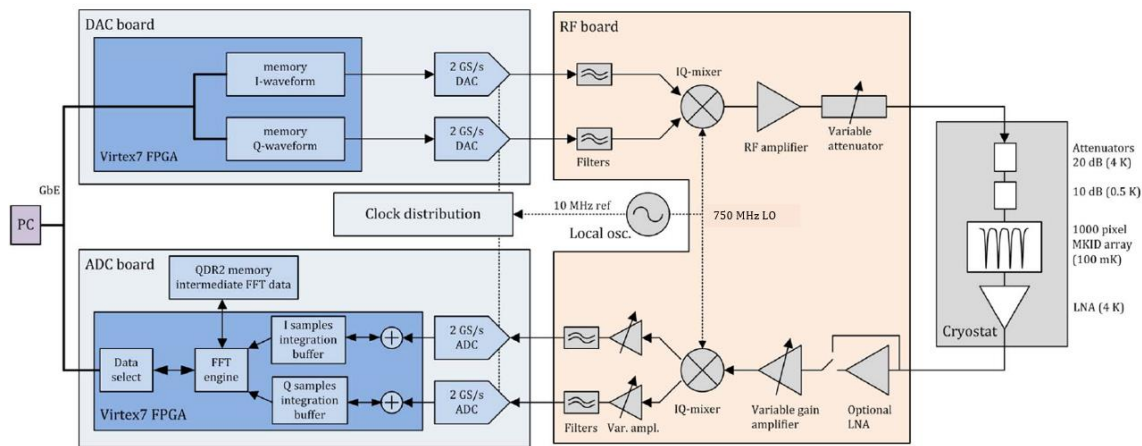 DAC board
memory
I-waveform
memory
Q-waveform
Virtex7 FPGA
2 GS/s
DAC
2 GS/s
DAC
RF board
Filters
IQ-mixer
RF amplifier
Variable
attenuator
GbE
PC
Clock distribution
10 MHz ref
Local osc.
750 MHz LO
Attenuators
20 dB (4 K)
10 dB (0.5 K)
1000 pixel
MKID array
(100 mK)
LNA (4 K)
Cryostat
ADC board
QDR2 memory
intermediate FFT data
Data
select
FFT
engine
I samples
integration
buffer
Q samples
integration
buffer
Virtex7 FPGA
2 GS/s
ADC
2 GS/s
ADC
Filters
Var. ampl.
IQ-mixer
Variable gain
amplifier
Optional
LNA